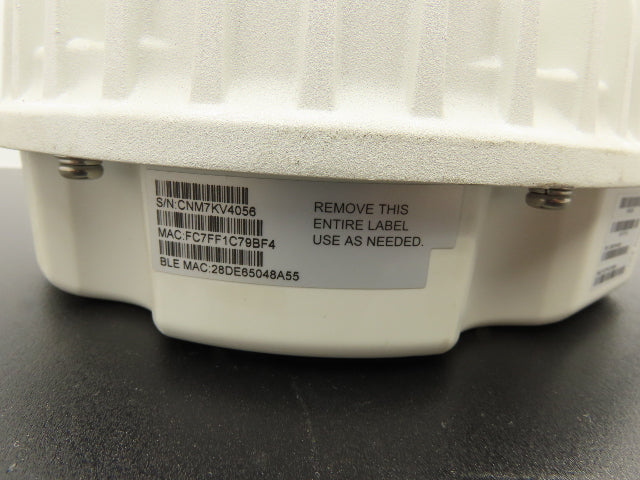 S/N:CNM7KV4056
MAC:FC7FF1C79BF4
BLE MAC:28DE65048A55
REMOVE THIS
ENTIRE LABEL
USE AS NEEDED.